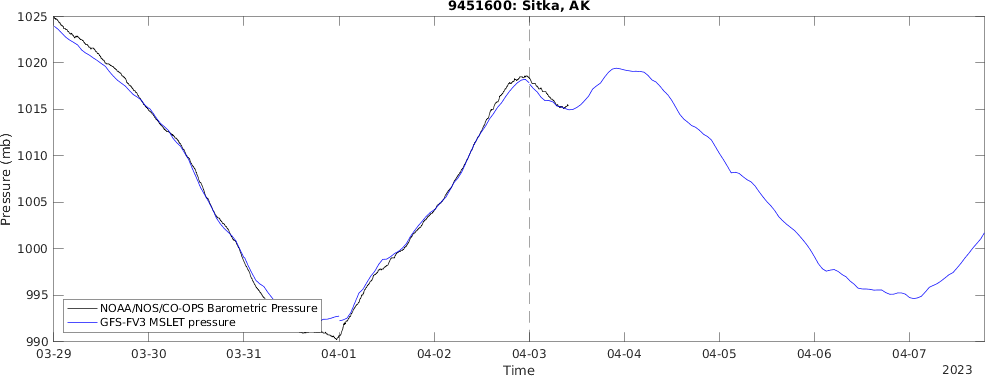 9451600: Sitka, AK
Pressure (mb)
1025
1020
1015
1010
1005
1000
995
990
NOAA/NOS/CO-OPS Barometric Pressure
GFS-FV3 MSLET pressure
03-29 03-30 03-31 04-01 04-02 04-03 04-04 04-05 04-06 04-07
Time
2023